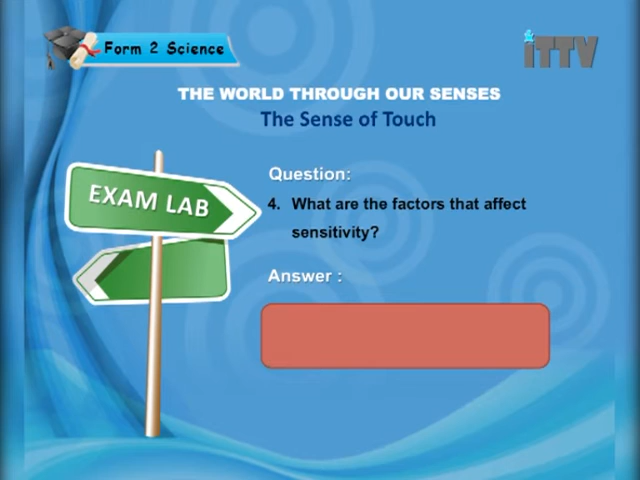 Form 2 Science
iTTV
THE WORLD THROUGH OUR SENSES
The Sense of Touch
EXAM LAB
Question:
4. What are the factors that affect
sensitivity?
Answer :